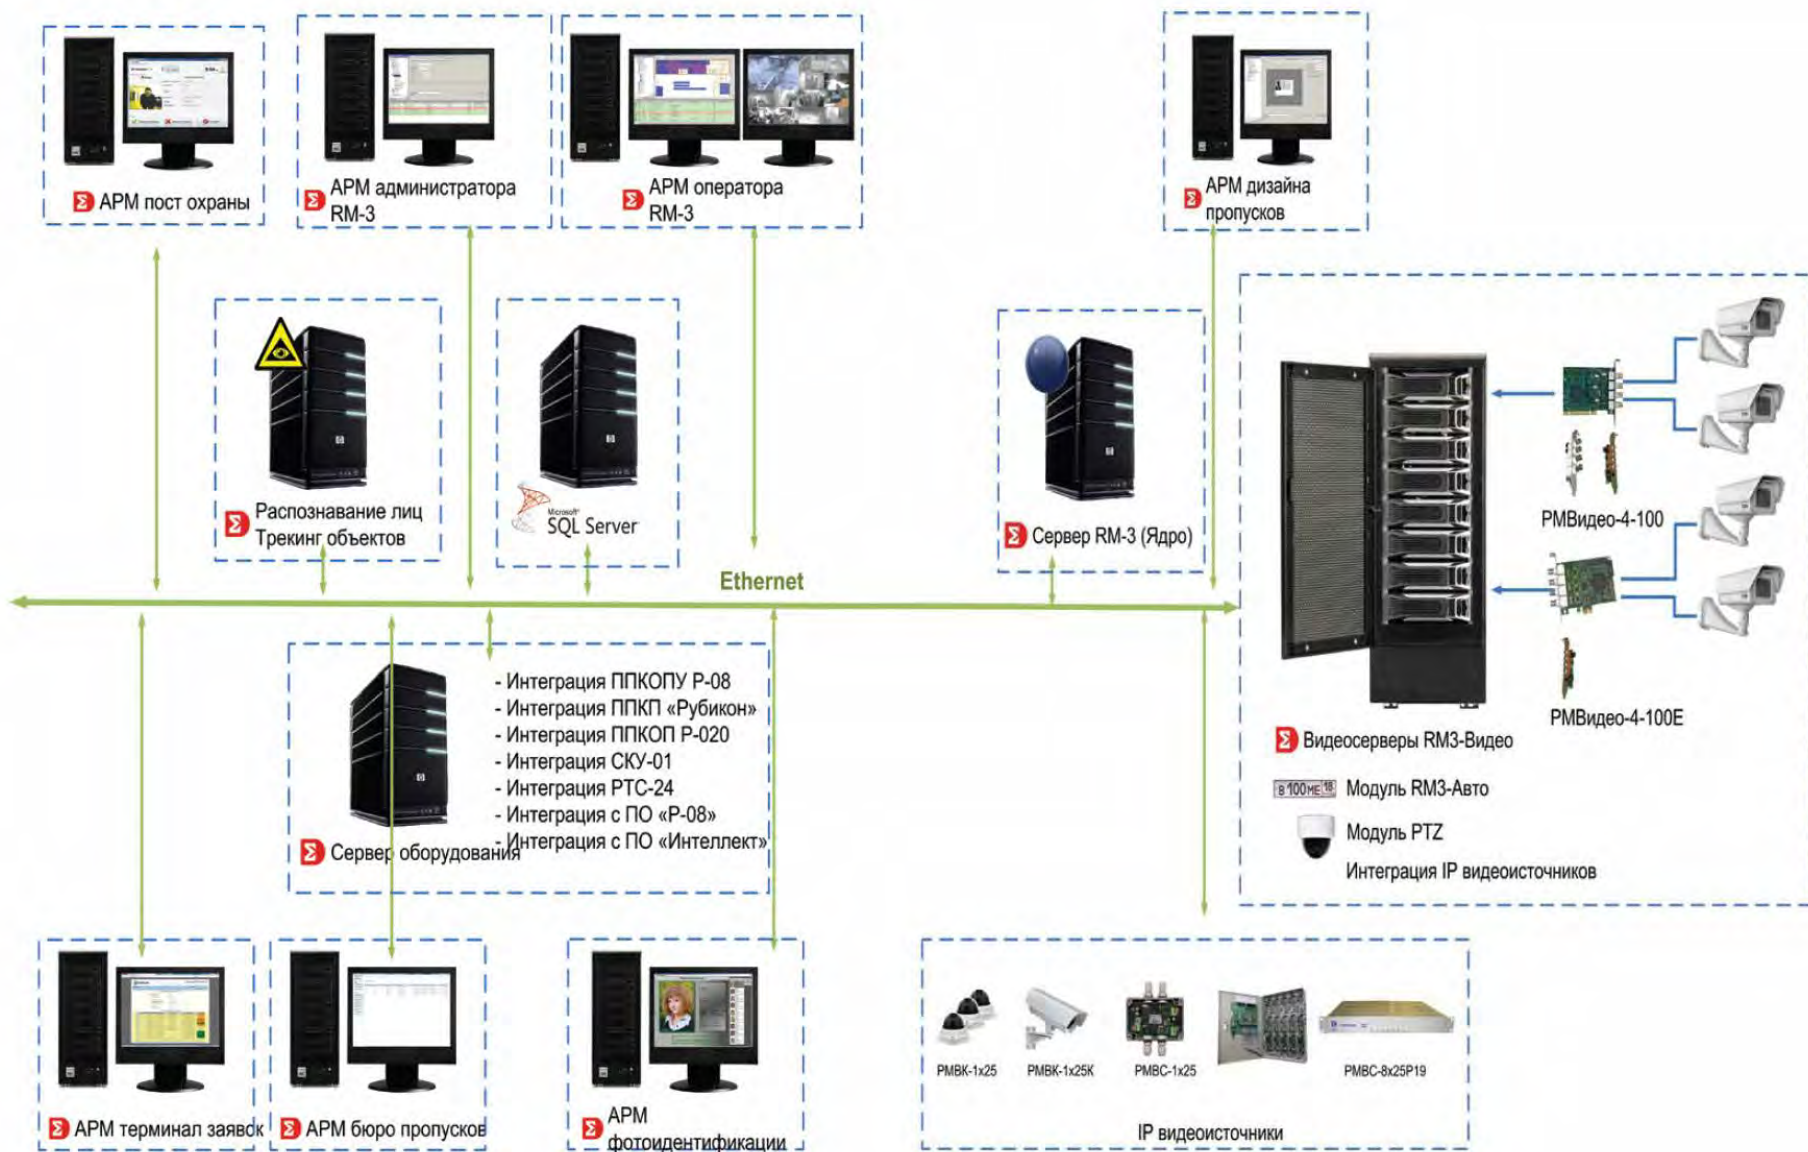 АРМ пост охраны
АРМ администратора
RM-3
АРМ оператора
RM-3
АРМ дизайна
пропусков
Распознавание лиц
Трекинг объектов
Microsoft
SQL Server
Сервер RM-3 (Ядро)
Ethernet
РМВидео-4-100
РМВидео-4-100Е
Видеосерверы RM3-Видео
В 100МЕ 18
Модуль RM3-Авто
Модуль PTZ
Интеграция IP видеоисточников
- Интеграция ППКОПУ Р-08
- Интеграция ППКП «Рубикон»
- Интеграция ППКОП Р-020
- Интеграция СКУ-01
- Интеграция РТС-24
- Интеграция с ПО «Р-08»
- Интеграция с ПО «Интеллект»
Сервер оборудования
АРМ терминал заявок
АРМ бюро пропусков
АРМ
фотоидентификации
РМВК-1х25
РМВК-1х25К
РМВС-1х25
РМВС-8х25Р19
IP видеоисточники